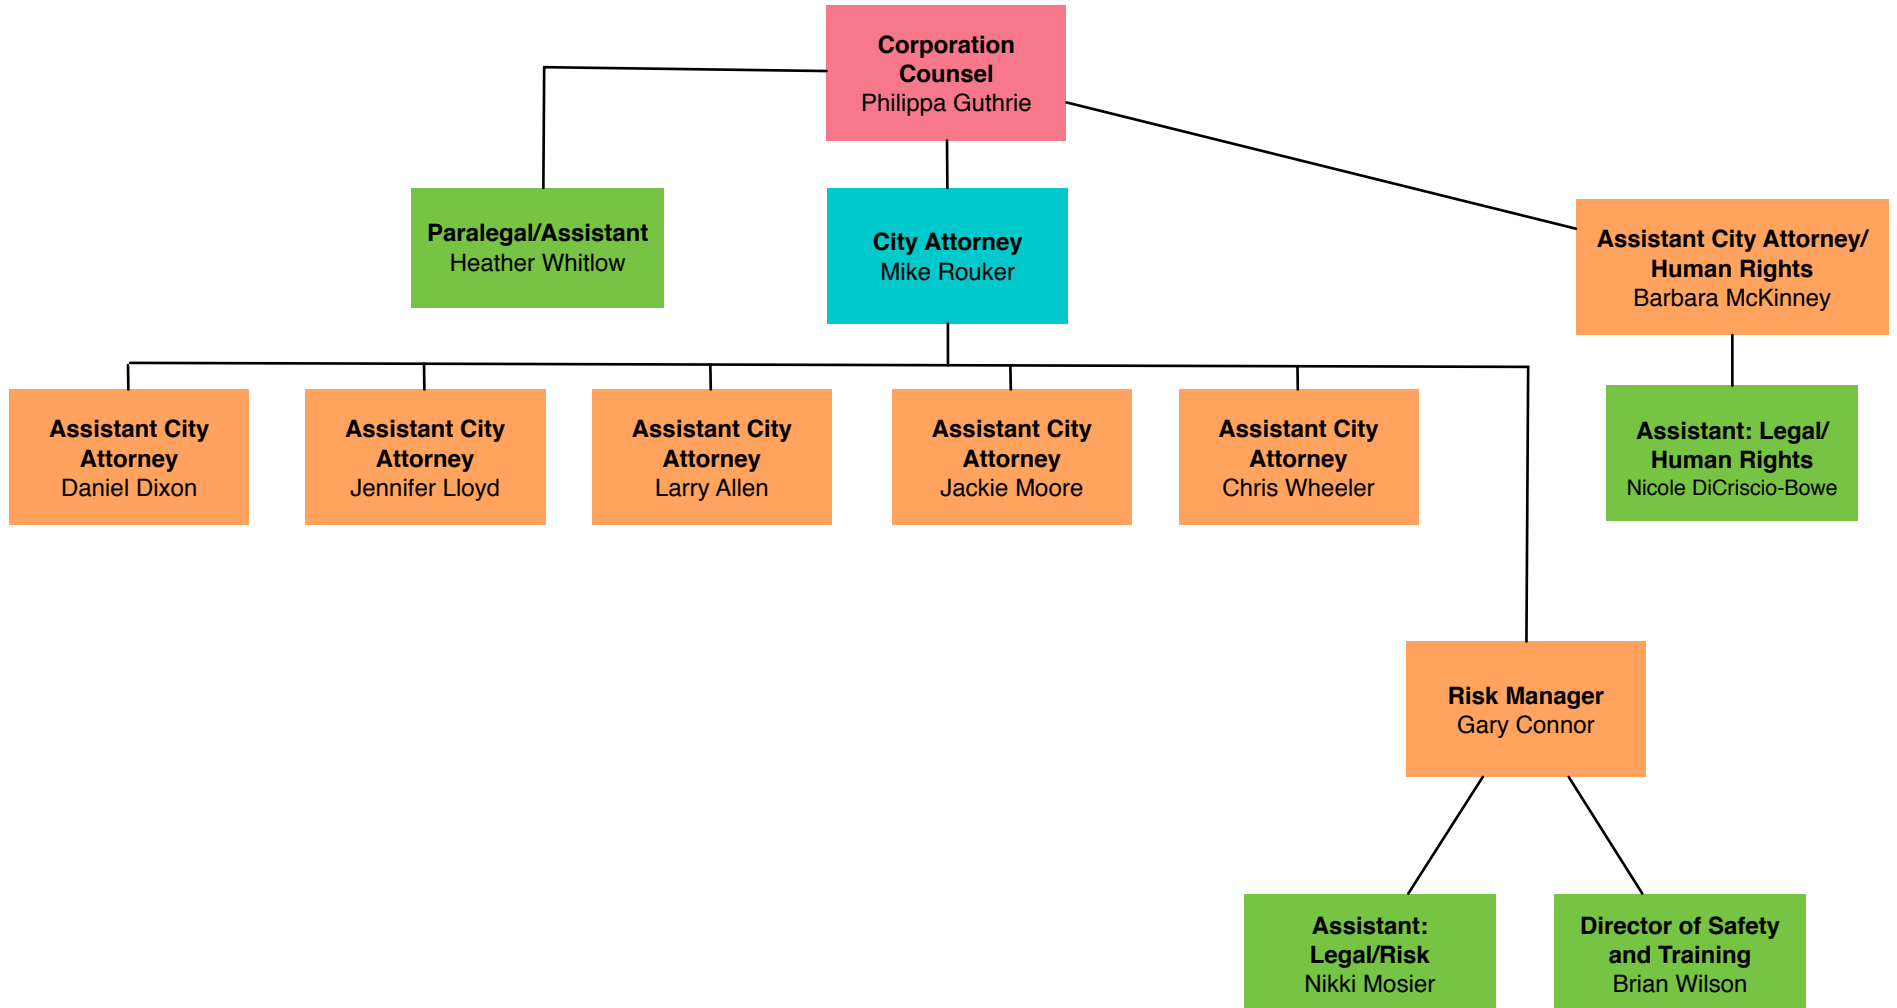 Corporation
Counsel
Philippa Guthrie
Paralegal/Assistant
Heather Whitlow
City Attorney
Mike Rouker
Assistant City Attorney/
Human Rights
Barbara McKinney
Assistant City
Attorney
Daniel Dixon
Assistant City
Attorney
Jennifer Lloyd
Assistant City
Attorney
Larry Allen
Assistant City
Attorney
Jackie Moore
Assistant City
Attorney
Chris Wheeler
Assistant: Legal/
Human Rights
Nicole DiCriscio-Bowe
Risk Manager
Gary Connor
Assistant:
Legal/Risk
Nikki Mosier
Director of Safety
and Training
Brian Wilson